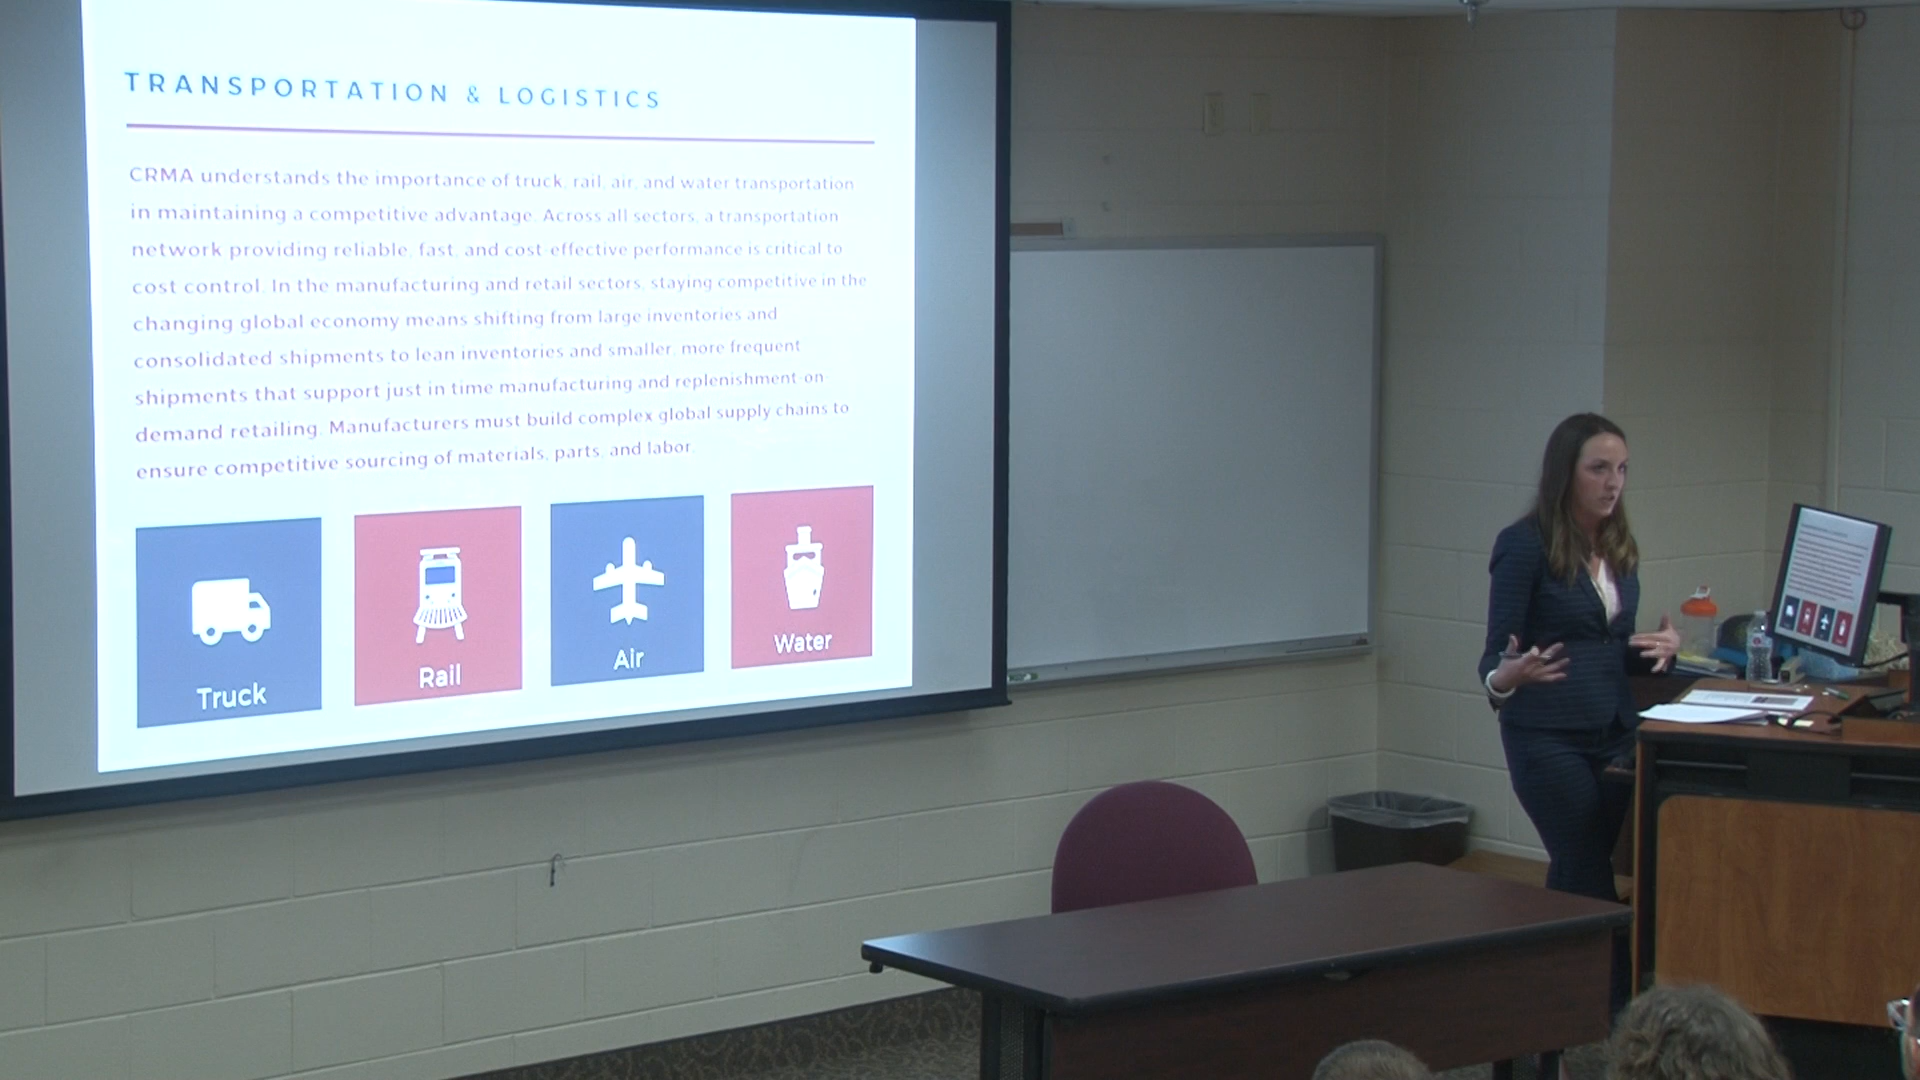 TRANSPORTATION & LOGISTICS
CRMA understands the importance of truck, rail, air, and water transportation
in maintaining a competitive advantage. Across all sectors, a transportation
network providing reliable, fast, and cost-effective performance is critical to
cost control. In the manufacturing and retail sectors, staying competitive in the
changing global economy means shifting from large inventories and
consolidated shipments to lean inventories and smaller, more frequent
shipments that support just in time manufacturing and replenishment-on-
demand retailing. Manufacturers must build complex global supply chains to
ensure competitive sourcing of materials, parts, and labor.
Truck
Rail
Air
Water